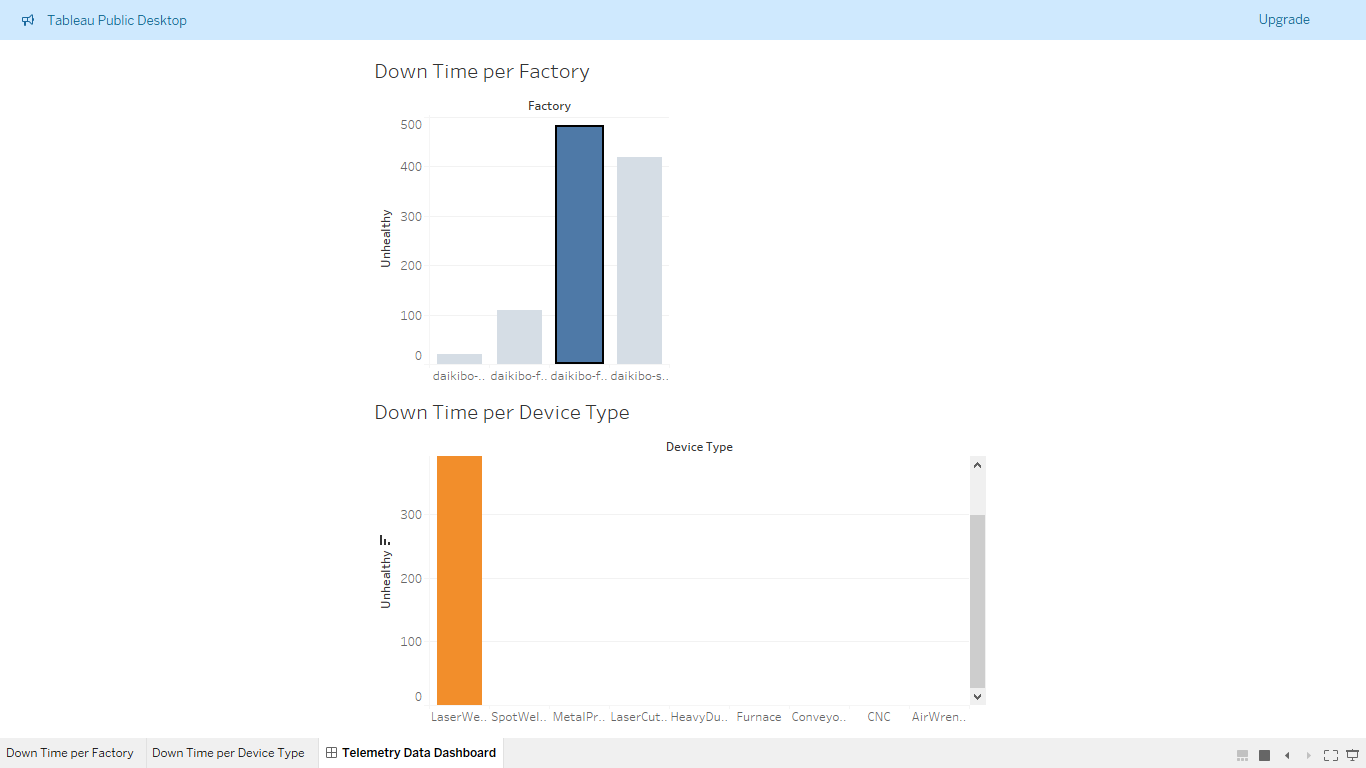 Tableau Public Desktop
Upgrade
Down Time per Factory
Factory
500
400
300
200
100
0
Unhealthy
daikibo-.. daikibo-f.. daikibo-f.. daikibo-s..
Down Time per Device Type
Device Type
300
200
100
0
Unhealthy
LaserWe.. SpotWel.. MetalPr.. LaserCut.. HeavyDu.. Furnace Conveyo.. CNC AirWren..
Down Time per Factory Down Time per Device Type Telemetry Data Dashboard